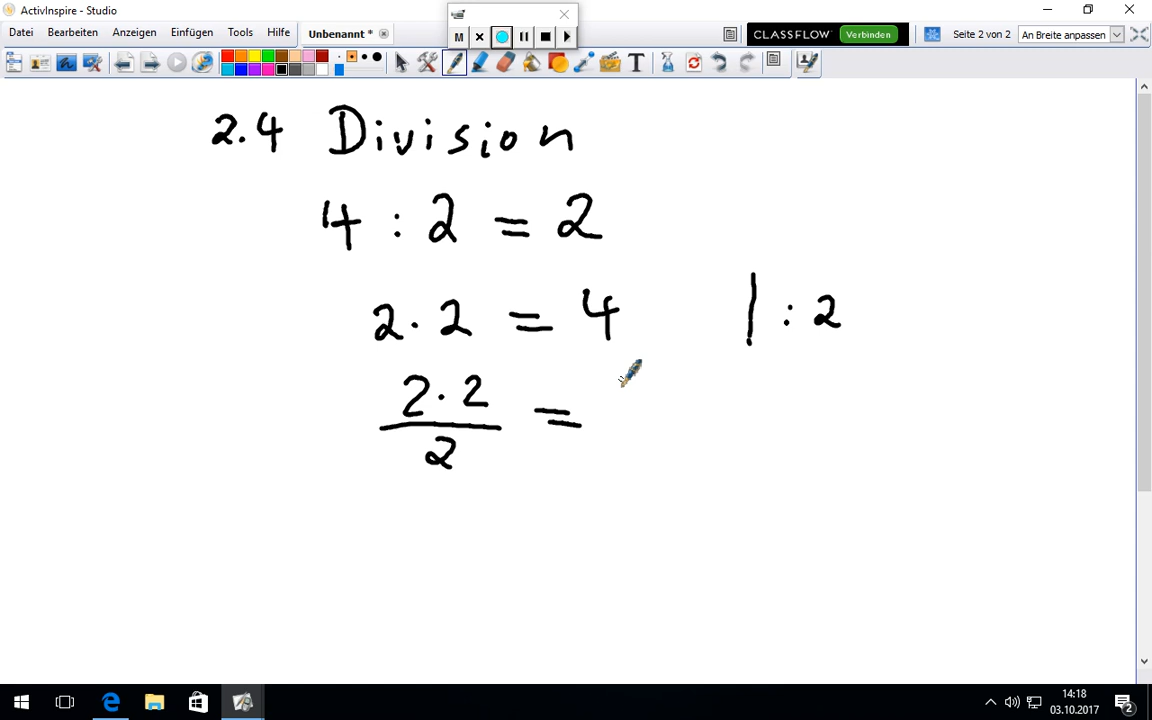 ActivInspire - Studio
Datei Bearbeiten Anzeigen Einfügen Tools Hilfe Unbenannt * M CLASSFLOW Verbinden Seite 2 von 2 An Breite anpassen
T
2.4 Division
4 : 2 = 2
2 · 2 = 4 | : 2
2 · 2
=
2
14:18
03.10.2017
2